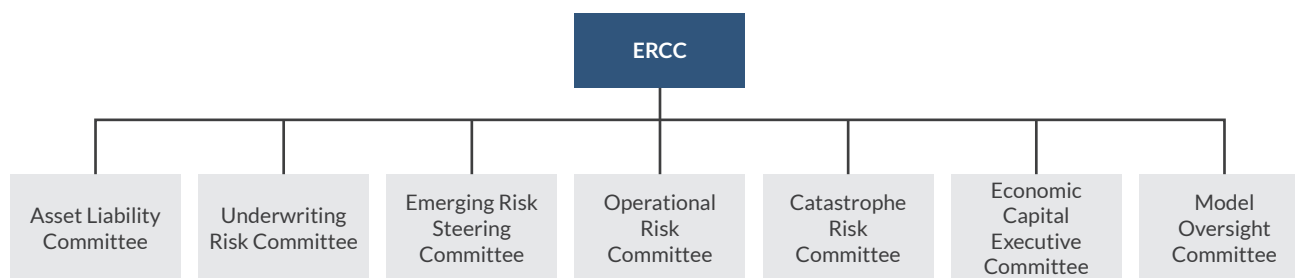 ERCC
Asset Liability
Committee
Underwriting
Risk Committee
Emerging Risk
Steering
Committee
Operational
Risk
Committee
Catastrophe
Risk
Committee
Economic
Capital
Executive
Committee
Model
Oversight
Committee